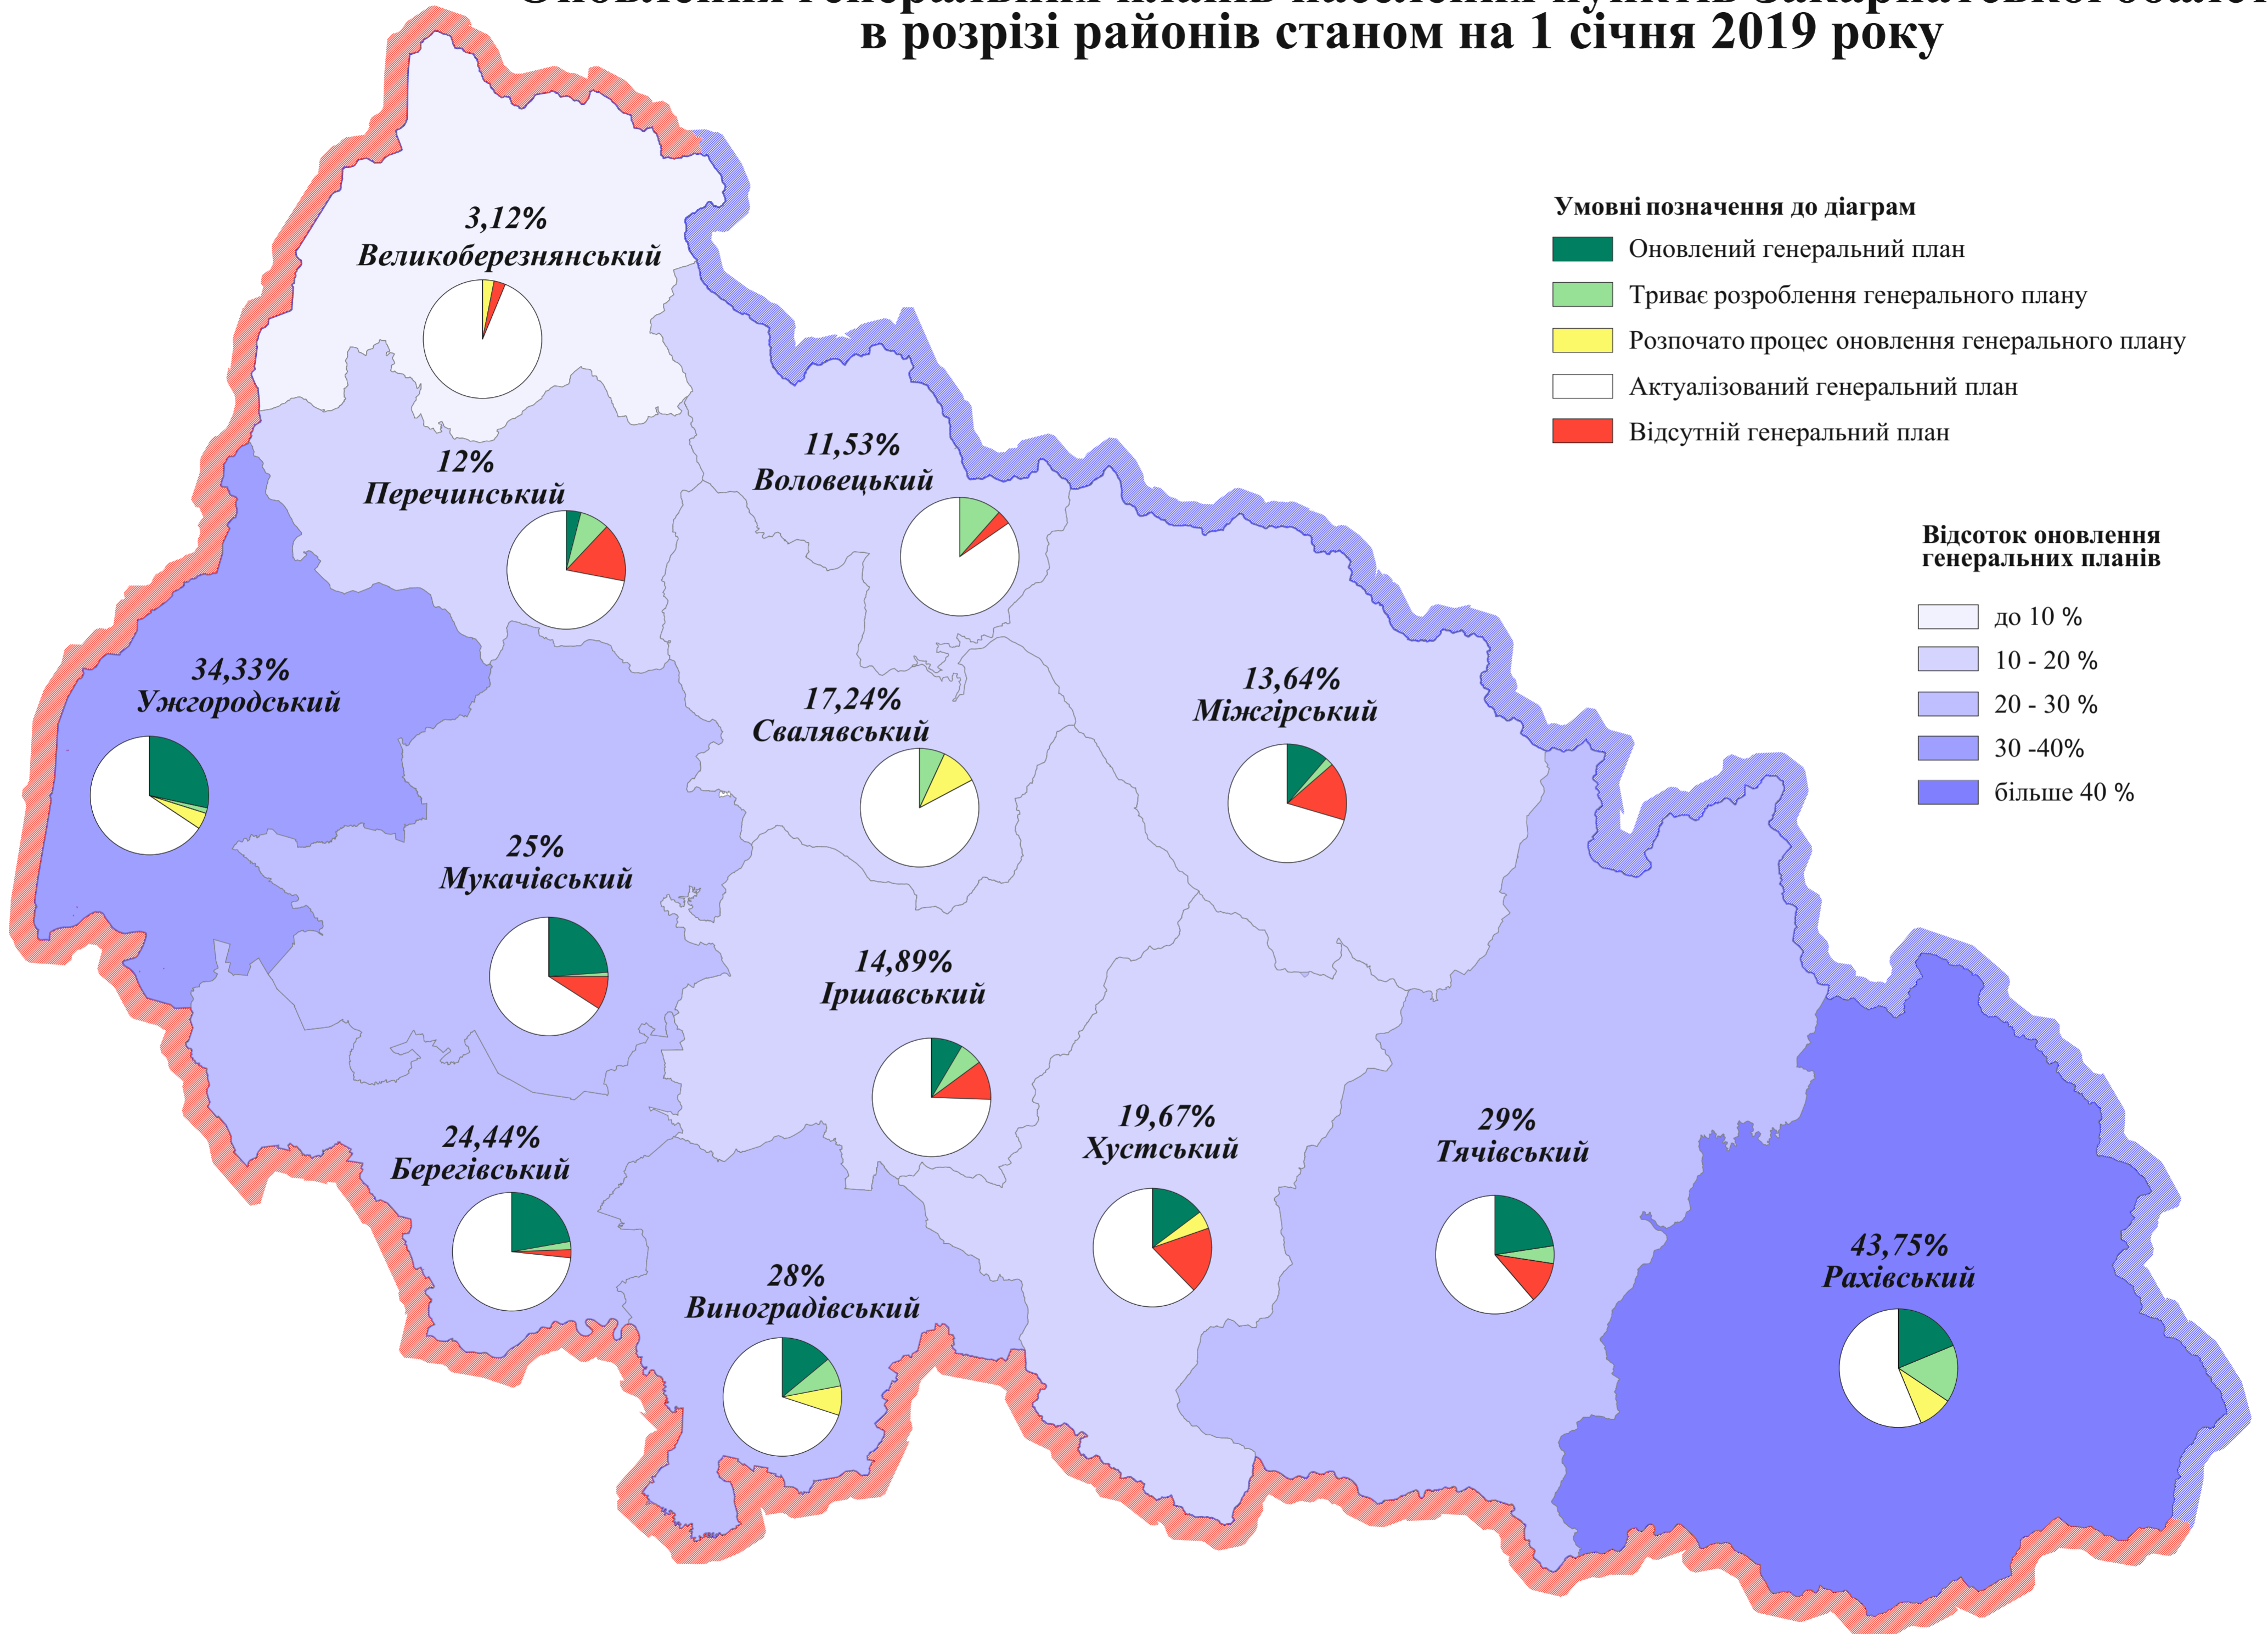 в розрізі районів станом на 1 січня 2019 року
3,12%
Великоберезнянський
Умовні позначення до діаграм
Оновлений генеральний план
Триває розроблення генерального плану
Розпочато процес оновлення генерального плану
Актуалізований генеральний план
Відсутній генеральний план
12%
Перечинський
11,53%
Воловецький
Відсоток оновлення
генеральних планів
до 10 %
10 - 20 %
20 - 30 %
30 -40%
більше 40 %
34,33%
Ужгородський
17,24%
Свалявський
13,64%
Міжгірський
25%
Мукачівський
14,89%
Іршавський
24,44%
Берегівський
19,67%
Хустський
29%
Тячівський
28%
Виноградівський
43,75%
Рахівський